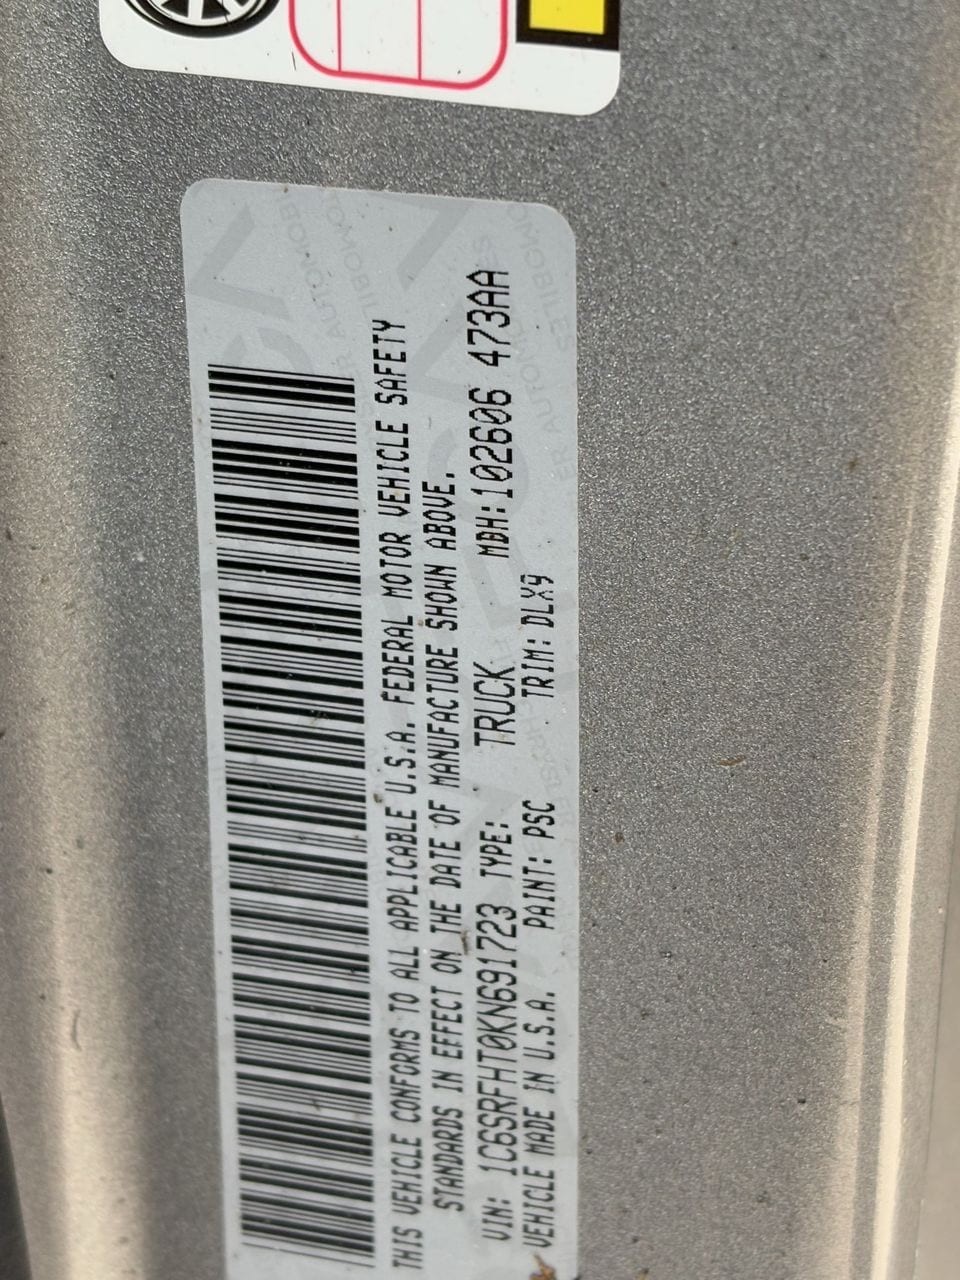 THIS VEHICLE CONFORMS TO ALL APPLICABLE U.S.A. FEDERAL MOTOR VEHICLE SAFETY
STANDARDS IN EFFECT ON THE DATE OF MANUFACTURE SHOWN ABOVE.
VIN: 1C6SRFHT0KN691723 TYPE: TRUCK MDH:102606 473AA
VEHICLE MADE IN U.S.A. PAINT: PSC TRIM: DLX9